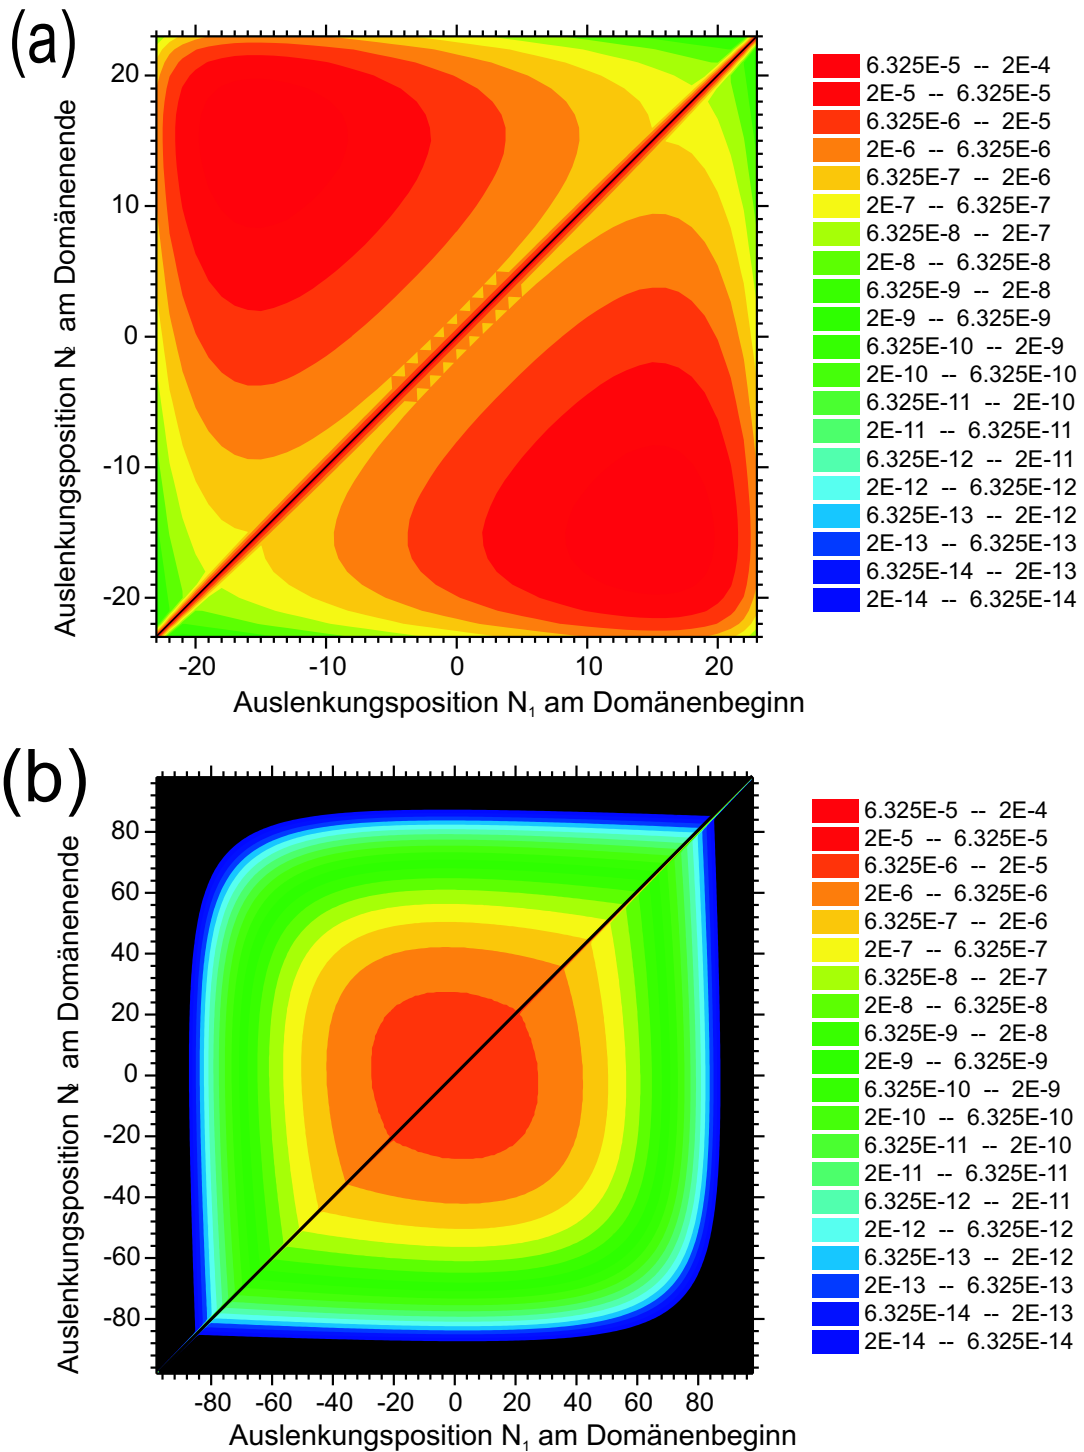 (a)
20
10
0
-10
-20
-20 -10 0 10 20
Auslenkungsposition N₂ am Domänenende
Auslenkungsposition N₁ am Domänenbeginn
6.325E-5 -- 2E-4
2E-5 -- 6.325E-5
6.325E-6 -- 2E-5
2E-6 -- 6.325E-6
6.325E-7 -- 2E-6
2E-7 -- 6.325E-7
6.325E-8 -- 2E-7
2E-8 -- 6.325E-8
6.325E-9 -- 2E-8
2E-9 -- 6.325E-9
6.325E-10 -- 2E-9
2E-10 -- 6.325E-10
6.325E-11 -- 2E-10
2E-11 -- 6.325E-11
6.325E-12 -- 2E-11
2E-12 -- 6.325E-12
6.325E-13 -- 2E-12
2E-13 -- 6.325E-13
6.325E-14 -- 2E-13
2E-14 -- 6.325E-14
(b)
80
60
40
20
0
-20
-40
-60
-80
-80 -60 -40 -20 0 20 40 60 80
Auslenkungsposition N₂ am Domänenende
Auslenkungsposition N₁ am Domänenbeginn
6.325E-5 -- 2E-4
2E-5 -- 6.325E-5
6.325E-6 -- 2E-5
2E-6 -- 6.325E-6
6.325E-7 -- 2E-6
2E-7 -- 6.325E-7
6.325E-8 -- 2E-7
2E-8 -- 6.325E-8
6.325E-9 -- 2E-8
2E-9 -- 6.325E-9
6.325E-10 -- 2E-9
2E-10 -- 6.325E-10
6.325E-11 -- 2E-10
2E-11 -- 6.325E-11
6.325E-12 -- 2E-11
2E-12 -- 6.325E-12
6.325E-13 -- 2E-12
2E-13 -- 6.325E-13
6.325E-14 -- 2E-13
2E-14 -- 6.325E-14